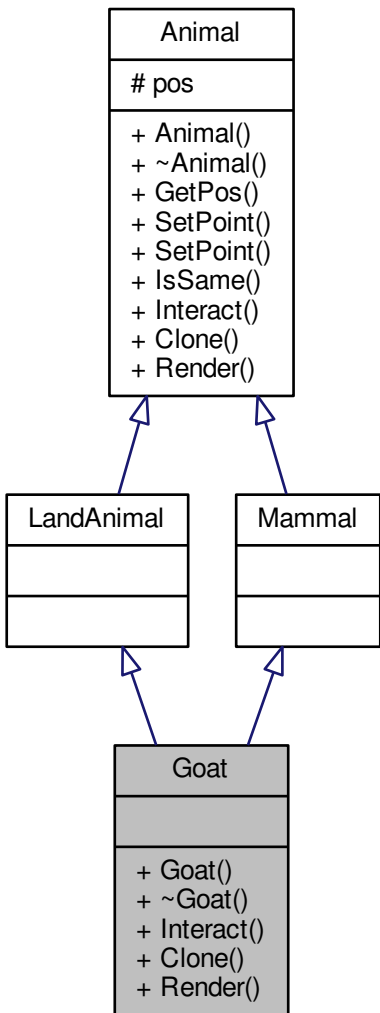 Animal
# pos
+ Animal()
+ ~Animal()
+ GetPos()
+ SetPoint()
+ SetPoint()
+ IsSame()
+ Interact()
+ Clone()
+ Render()
LandAnimal
Mammal
Goat
+ Goat()
+ ~Goat()
+ Interact()
+ Clone()
+ Render()